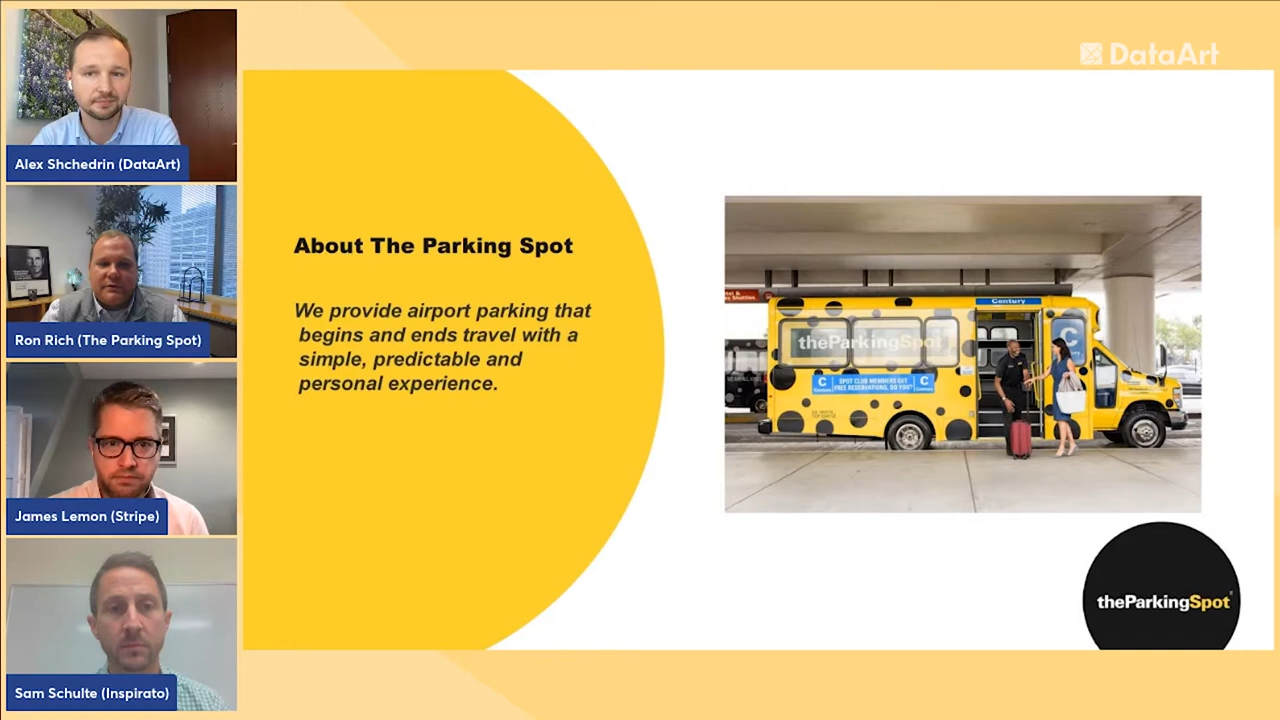 DataArt
Alex Shchedrin (DataArt)
Ron Rich (The Parking Spot)
James Lemon (Stripe)
Sam Schulte (Inspirato)
About The Parking Spot
We provide airport parking that
begins and ends travel with a
simple, predictable and
personal experience.
Century
theParkingSpot
C
Century
SPOT CLUB MEMBERS GET
FREE RESERVATIONS. DO YOU?
C
Century
C
theParkingSpot